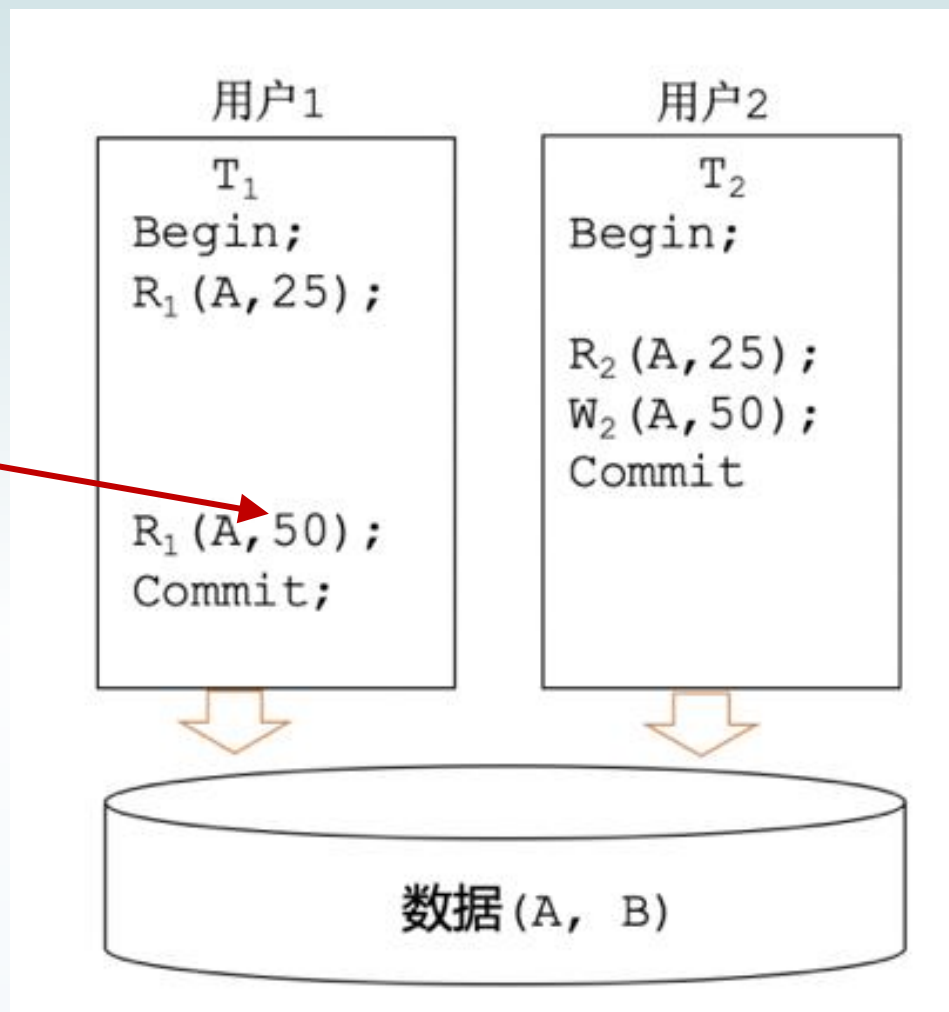 用户1
T₁
Begin;
R₁(A,25);
R₁(A,50);
Commit;
用户2
T₂
Begin;
R₂(A,25);
W₂(A,50);
Commit
数据(A, B)